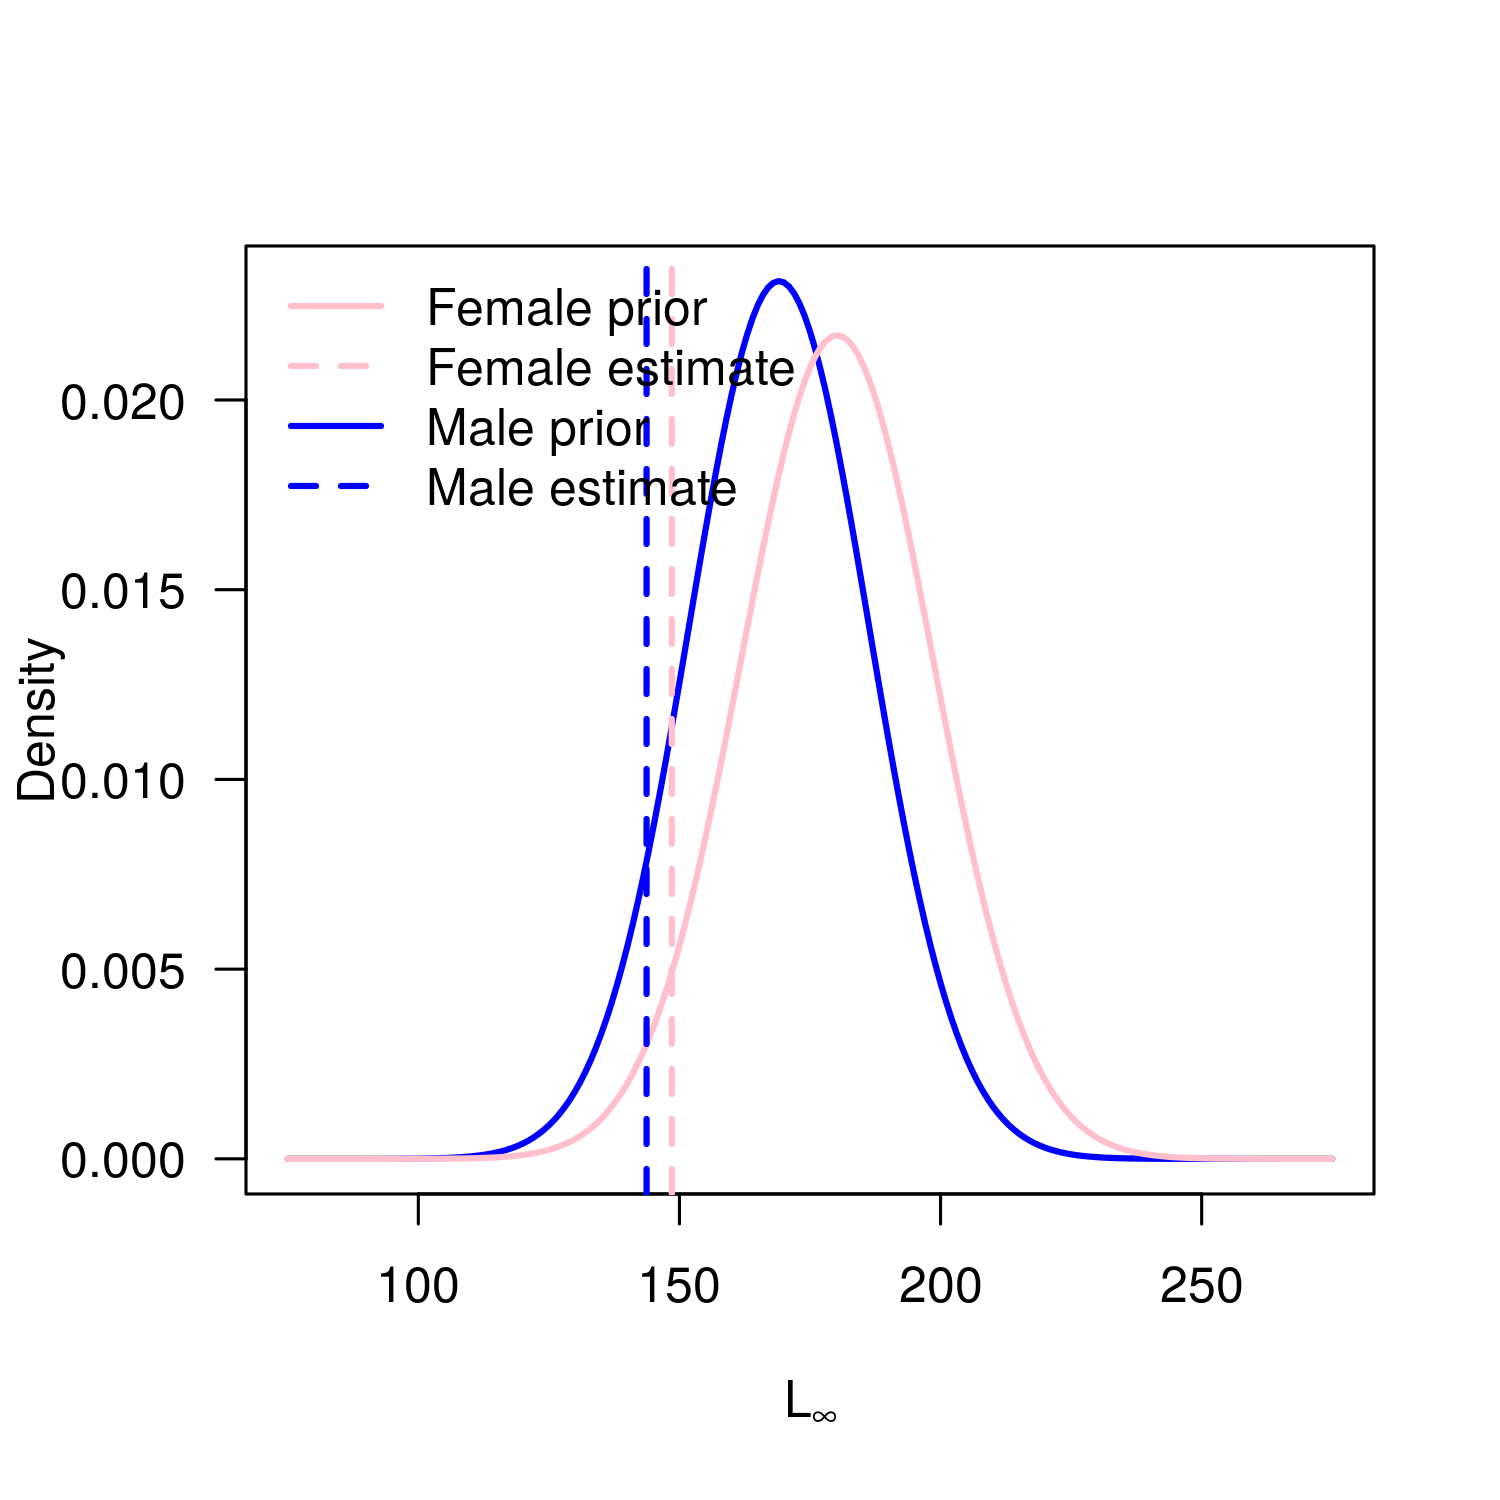 Female prior
Female estimate
Male prior
Male estimate
0.020
0.015
0.010
0.005
0.000
Density
100 150 200 250
L∞